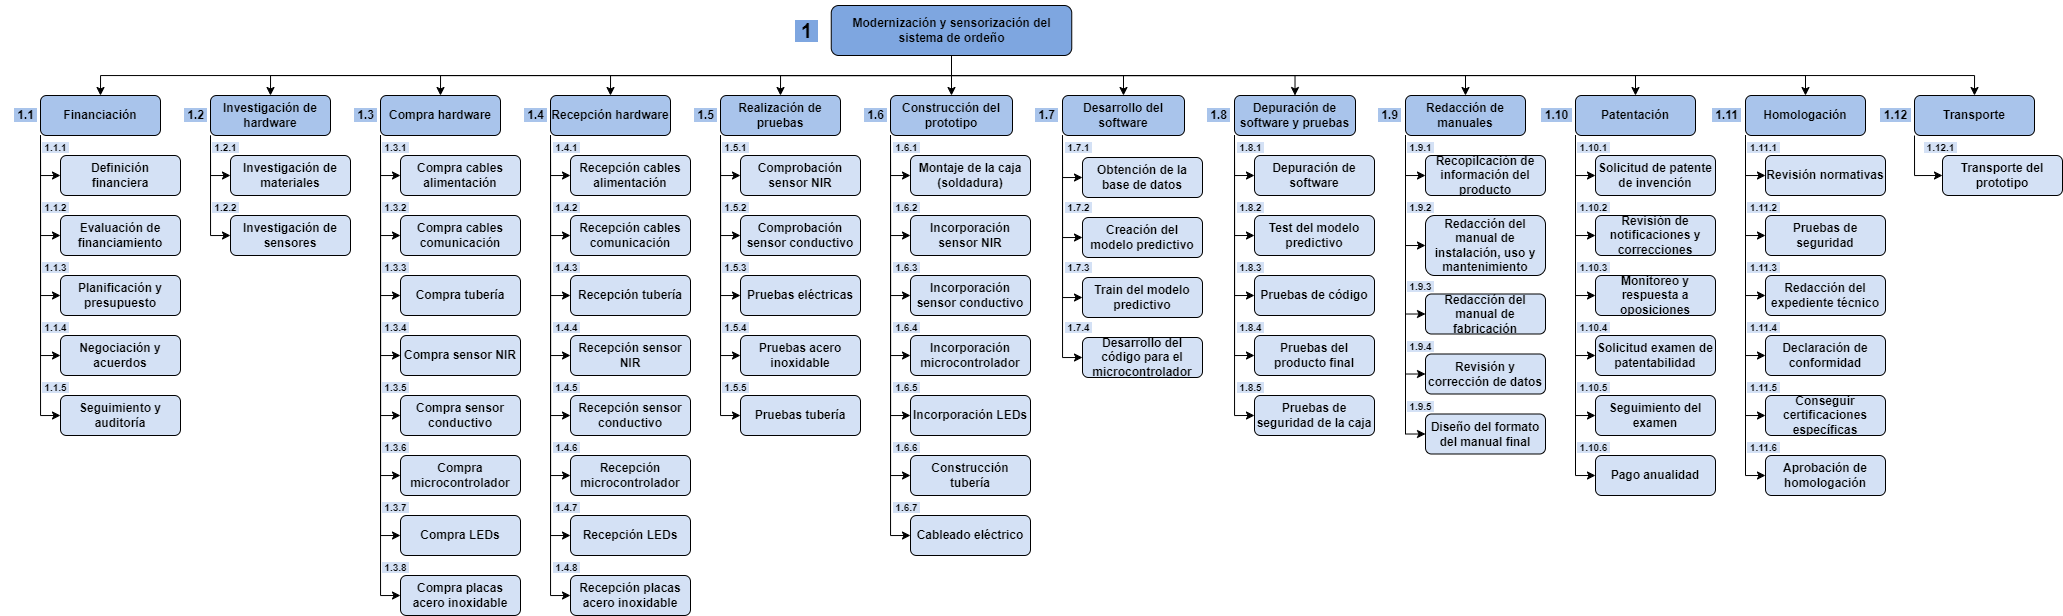 1
Modernización y sensorización del
sistema de ordeño
1.1
Financiación
1.1.1
Definición
financiera
1.1.2
Evaluación de
financiamiento
1.1.3
Planificación y
presupuesto
1.1.4
Negociación y
acuerdos
1.1.5
Seguimiento y
auditoría
1.2
Investigación de
hardware
1.2.1
Investigación de
materiales
1.2.2
Investigación de
sensores
1.3
Compra hardware
1.3.1
Compra cables
alimentación
1.3.2
Compra cables
comunicación
1.3.3
Compra tubería
1.3.4
Compra sensor NIR
1.3.5
Compra sensor
conductivo
1.3.6
Compra
microcontrolador
1.3.7
Compra LEDs
1.3.8
Compra placas
acero inoxidable
1.4
Recepción hardware
1.4.1
Recepción cables
alimentación
1.4.2
Recepción cables
comunicación
1.4.3
Recepción tubería
1.4.4
Recepción sensor
NIR
1.4.5
Recepción sensor
conductivo
1.4.6
Recepción
microcontrolador
1.4.7
Recepción LEDs
1.4.8
Recepción placas
acero inoxidable
1.5
Realización de
pruebas
1.5.1
Comprobación
sensor NIR
1.5.2
Comprobación
sensor conductivo
1.5.3
Pruebas eléctricas
1.5.4
Pruebas acero
inoxidable
1.5.5
Pruebas tubería
1.6
Construcción del
prototipo
1.6.1
Montaje de la caja
(soldadura)
1.6.2
Incorporación
sensor NIR
1.6.3
Incorporación
sensor conductivo
1.6.4
Incorporación
microcontrolador
1.6.5
Incorporación LEDs
1.6.6
Construcción
tubería
1.6.7
Cableado eléctrico
1.7
Desarrollo del
software
1.7.1
Obtención de la
base de datos
1.7.2
Creación del
modelo predictivo
1.7.3
Train del modelo
predictivo
1.7.4
Desarrollo del
código para el
microcontrolador
1.8
Depuración de
software y pruebas
1.8.1
Depuración de
software
1.8.2
Test del modelo
predictivo
1.8.3
Pruebas de código
1.8.4
Pruebas del
producto final
1.8.5
Pruebas de
seguridad de la caja
1.9
Redacción de
manuales
1.9.1
Recopilcación de
información del
producto
1.9.2
Redacción del
manual de
instalación, uso y
mantenimiento
1.9.3
Redacción del
manual de
fabricación
1.9.4
Revisión y
corrección de datos
1.9.5
Diseño del formato
del manual final
1.10
Patentación
1.10.1
Solicitud de patente
de invención
1.10.2
Revisión de
notificaciones y
correcciones
1.10.3
Monitoreo y
respuesta a
oposiciones
1.10.4
Solicitud examen de
patentabilidad
1.10.5
Seguimiento del
examen
1.10.6
Pago anualidad
1.11
Homologación
1.11.1
Revisión normativas
1.11.2
Pruebas de
seguridad
1.11.3
Redacción del
expediente técnico
1.11.4
Declaración de
conformidad
1.11.5
Conseguir
certificaciones
específicas
1.11.6
Aprobación de
homologación
1.12
Transporte
1.12.1
Transporte del
prototipo